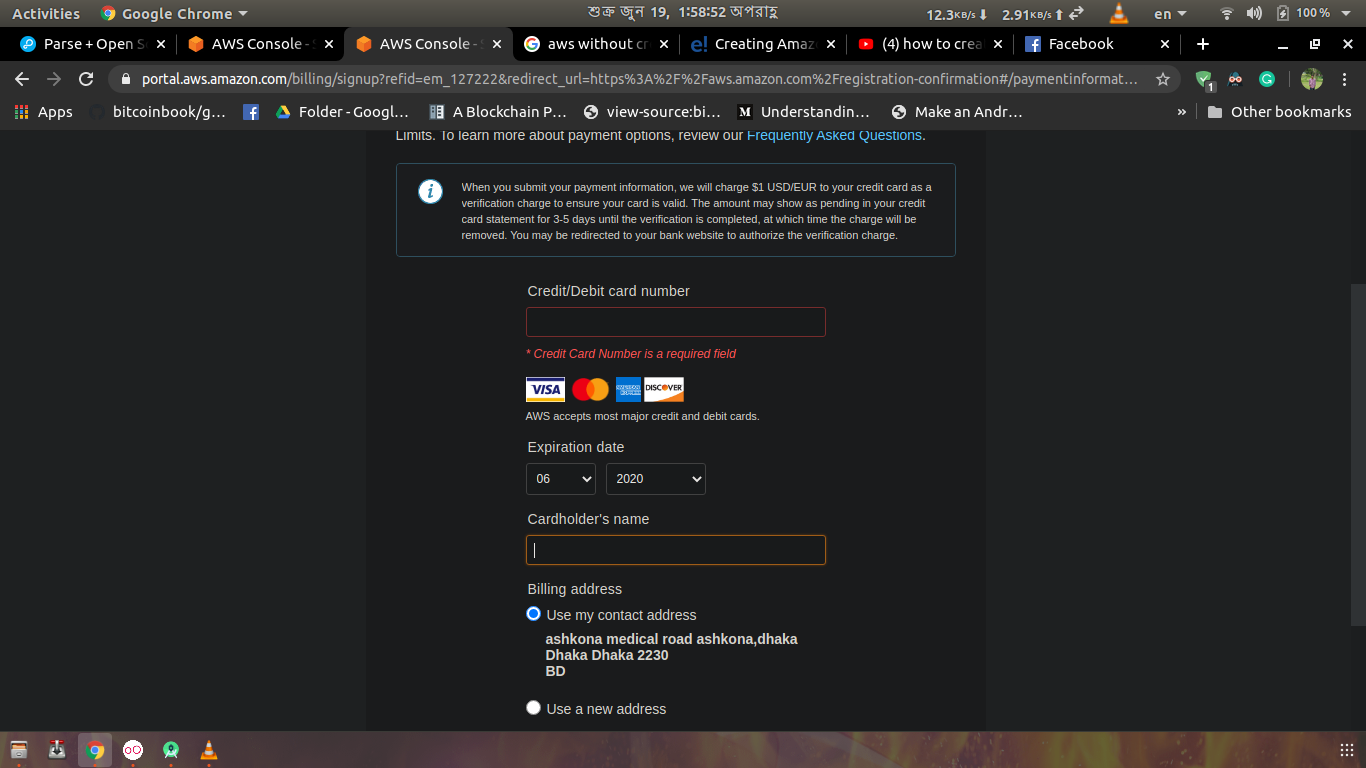 Activities Google Chrome শুক্র জুন 19, 1:58:52 অপরাহ্ণ 12.3KB/s 2.91KB/s en 100 %
Parse + Open S AWS Console - S AWS Console - S aws without cr Creating Amaz (4) how to crea Facebook
portal.aws.amazon.com/billing/signup?refid=em_127222&redirect_url=https%3A%2F%2Faws.amazon.com%2Fregistration-confirmation#/paymentinformat…
1
Apps bitcoinbook/g… Folder - Googl… A Blockchain P… view-source:bi… Understandin… Make an Andr… » Other bookmarks
Limits. To learn more about payment options, review our Frequently Asked Questions.
When you submit your payment information, we will charge $1 USD/EUR to your credit card as a
verification charge to ensure your card is valid. The amount may show as pending in your credit
card statement for 3-5 days until the verification is completed, at which time the charge will be
removed. You may be redirected to your bank website to authorize the verification charge.
Credit/Debit card number
* Credit Card Number is a required field
VISA AMERICAN EXPRESS DISCOVER
AWS accepts most major credit and debit cards.
Expiration date
06 2020
Cardholder's name
Billing address
Use my contact address
ashkona medical road ashkona,dhaka
Dhaka Dhaka 2230
BD
Use a new address